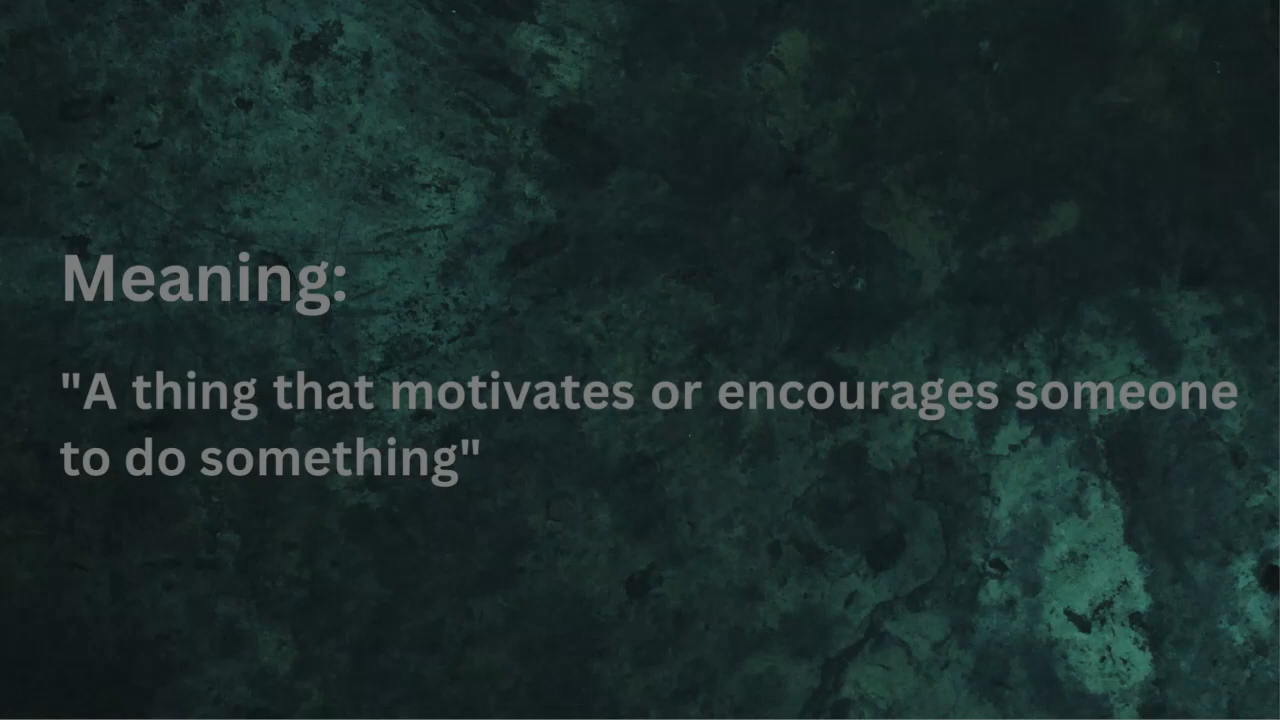 Meaning:
"A thing that motivates or encourages someone
to do something"